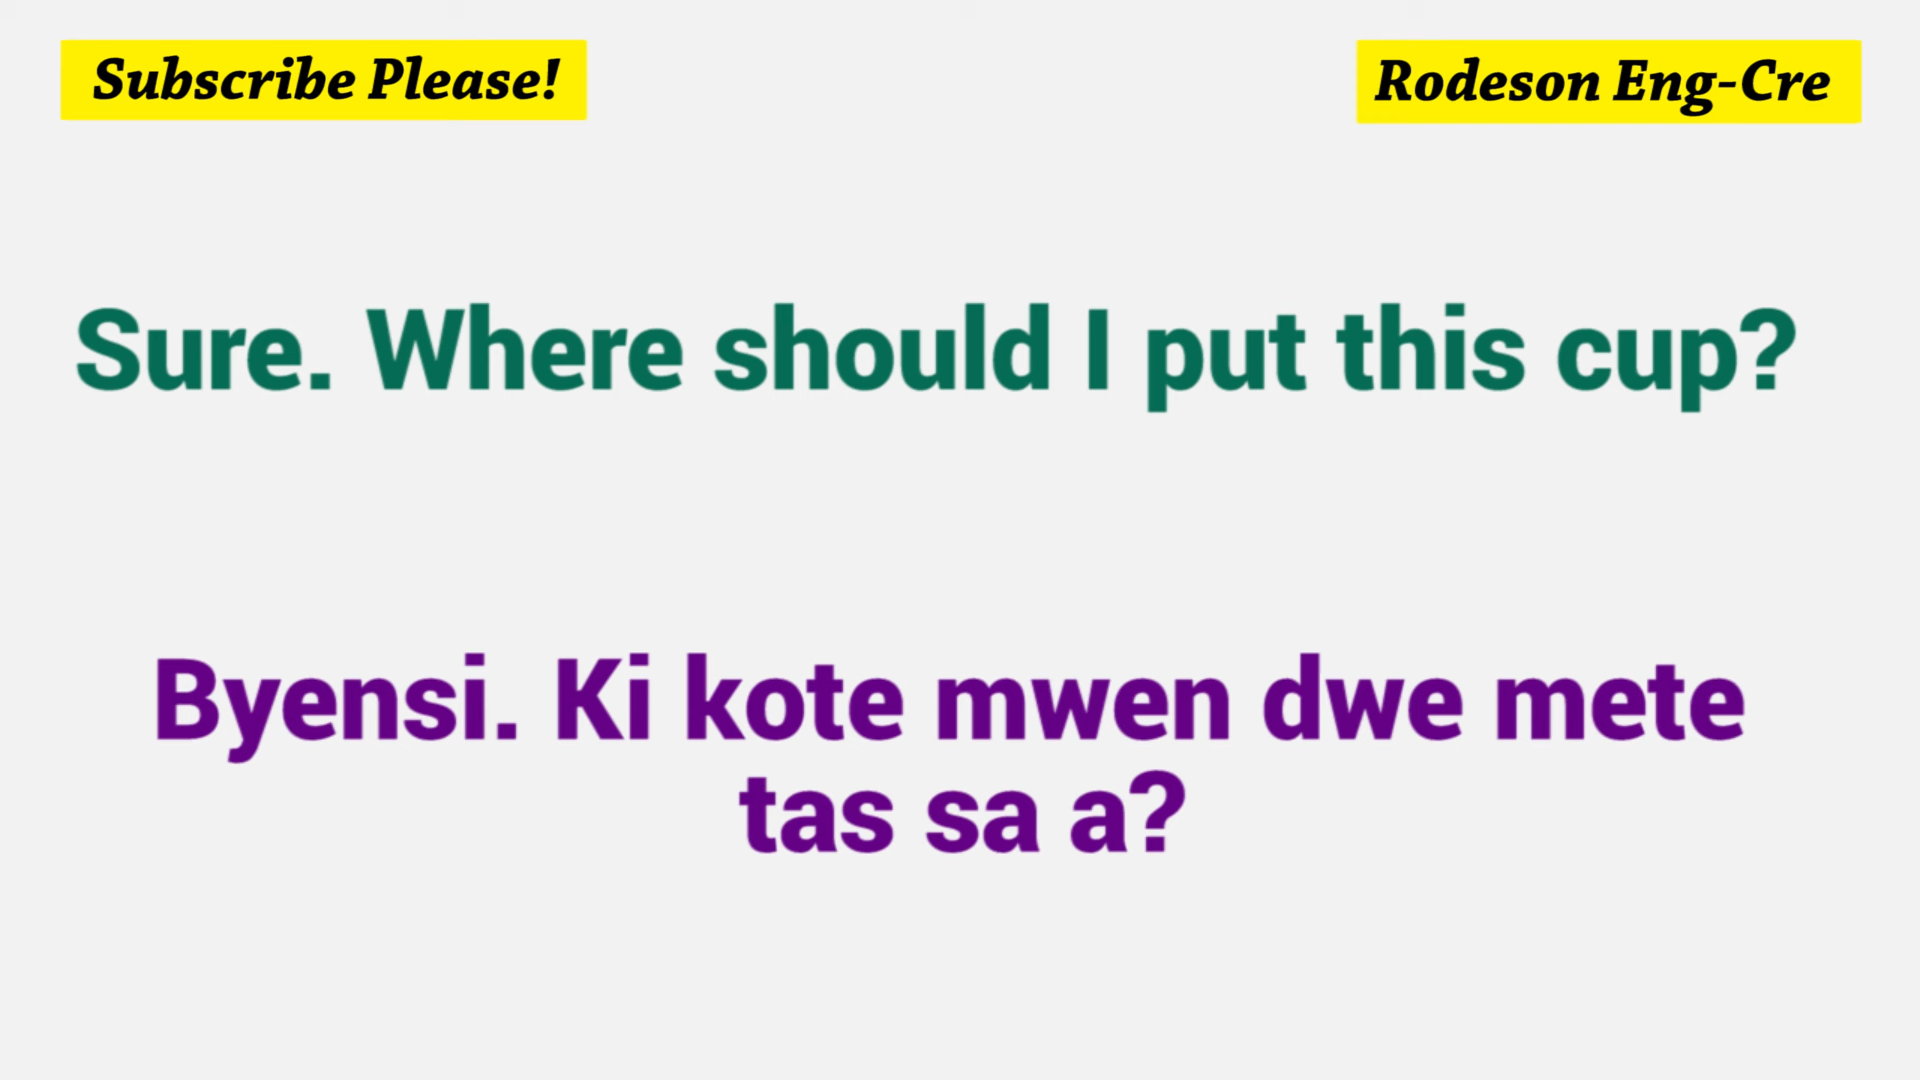 Subscribe Please!
Rodeson Eng-Cre
Sure. Where should I put this cup?
Byensi. Ki kote mwen dwe mete
tas sa a?